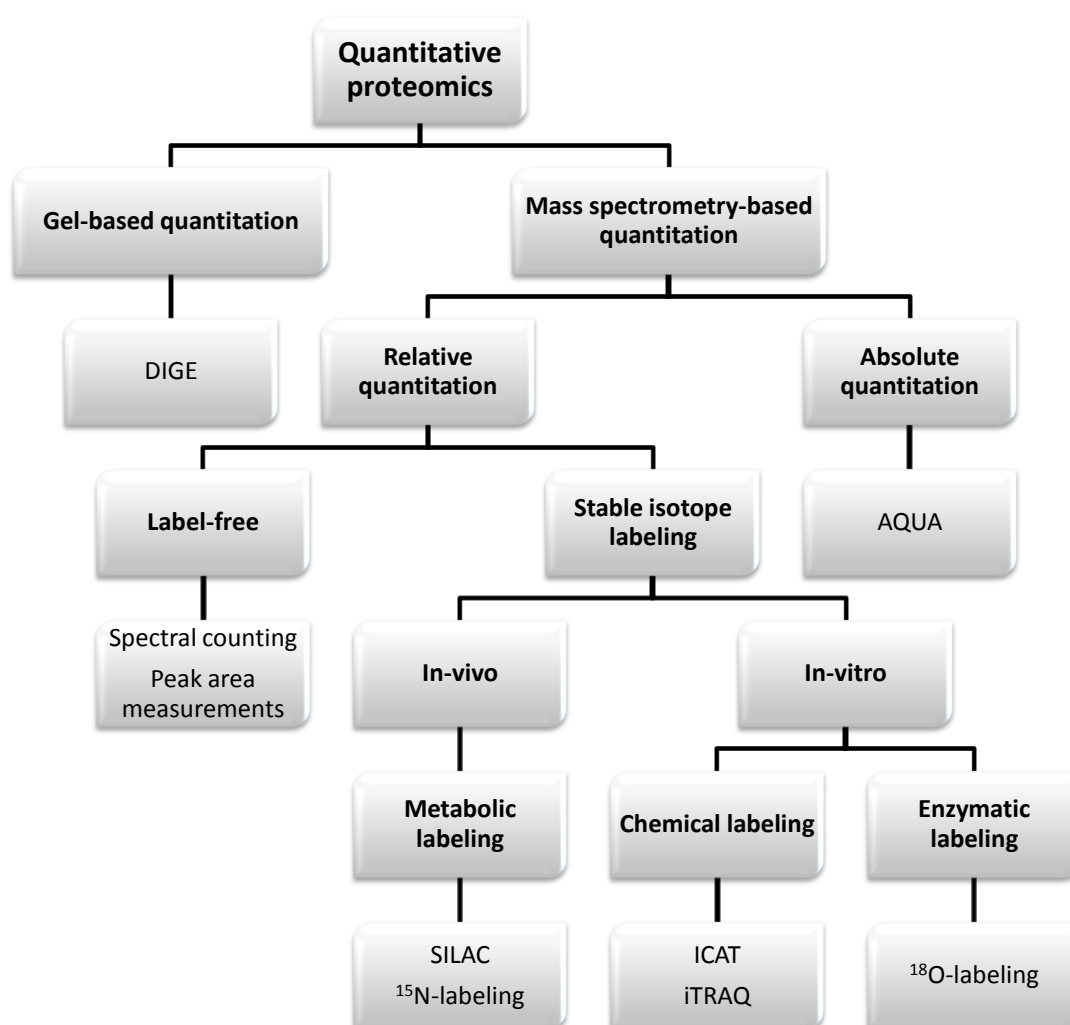 Quantitative
proteomics
Gel-based quantitation
Mass spectrometry-based
quantitation
DIGE
Relative
quantitation
Absolute
quantitation
Label-free
Stable isotope
labeling
AQUA
Spectral counting
Peak area
measurements
In-vivo
In-vitro
Metabolic
labeling
Chemical labeling
Enzymatic
labeling
SILAC
¹⁵N-labeling
ICAT
iTRAQ
¹⁸O-labeling